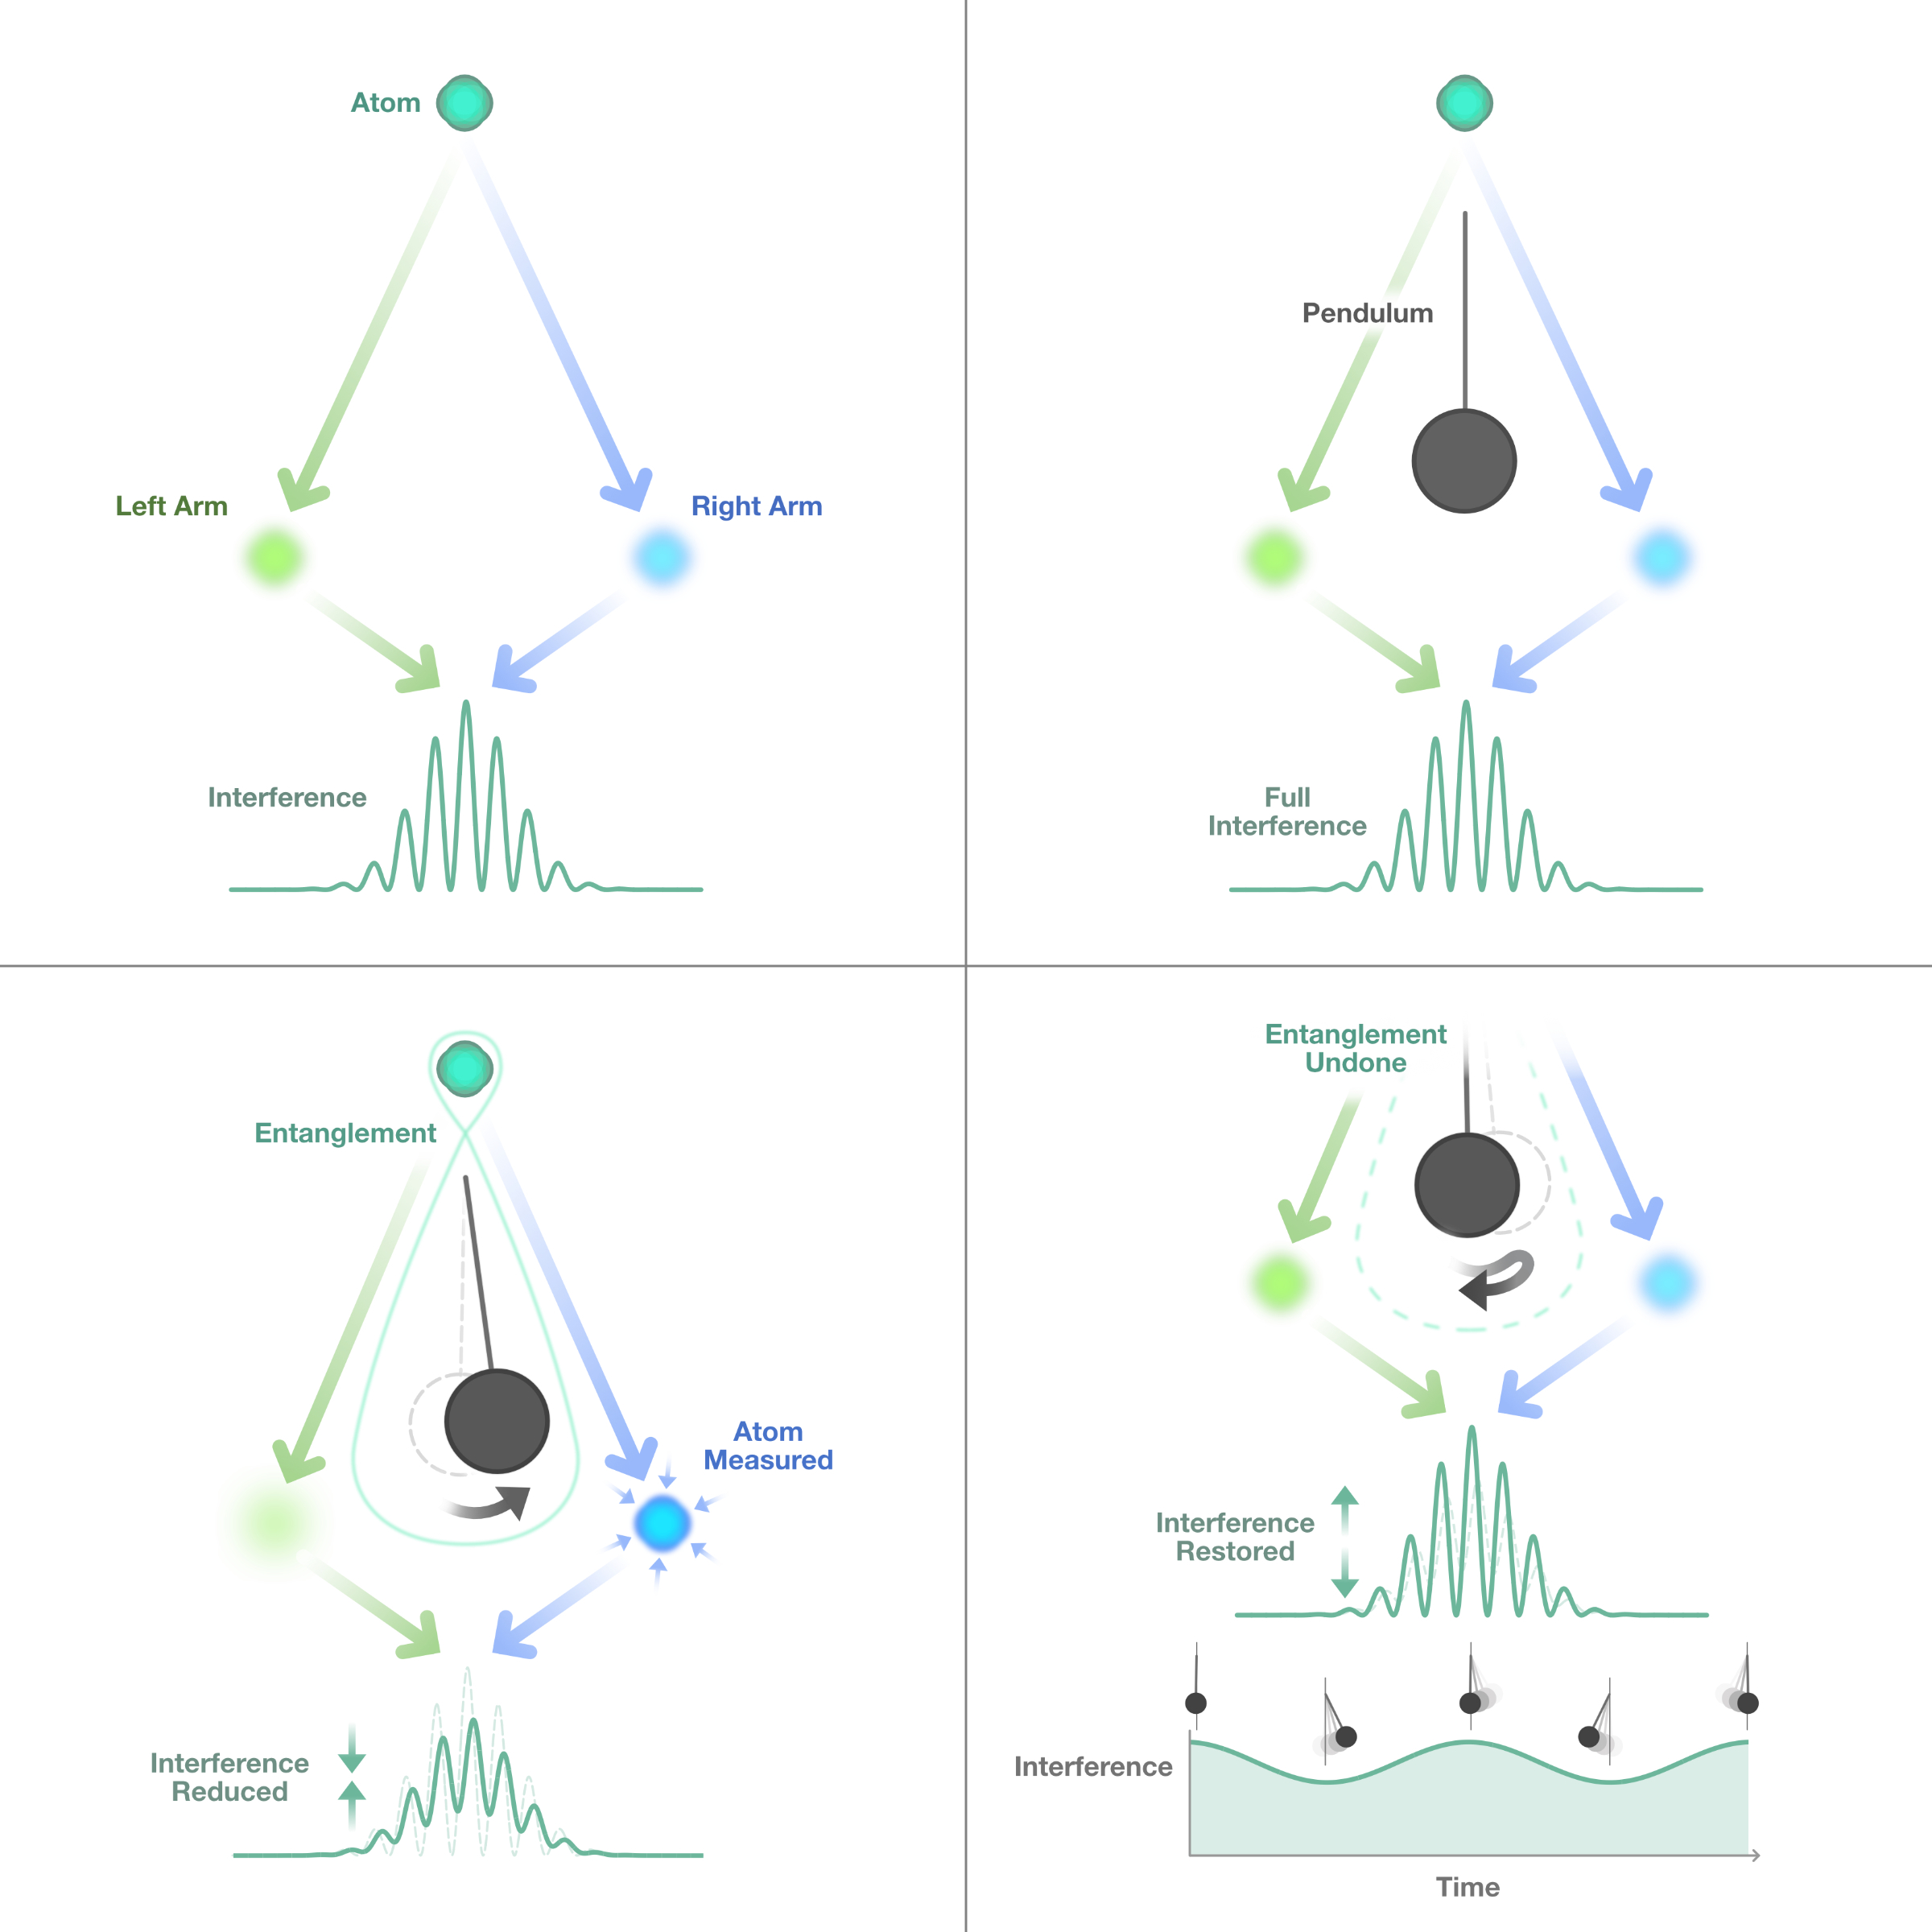 Atom
Left Arm
Right Arm
Interference
Pendulum
Full
Interference
Entanglement
Atom
Measured
Interference
Reduced
Entanglement
Undone
Interference
Restored
Interference
Time